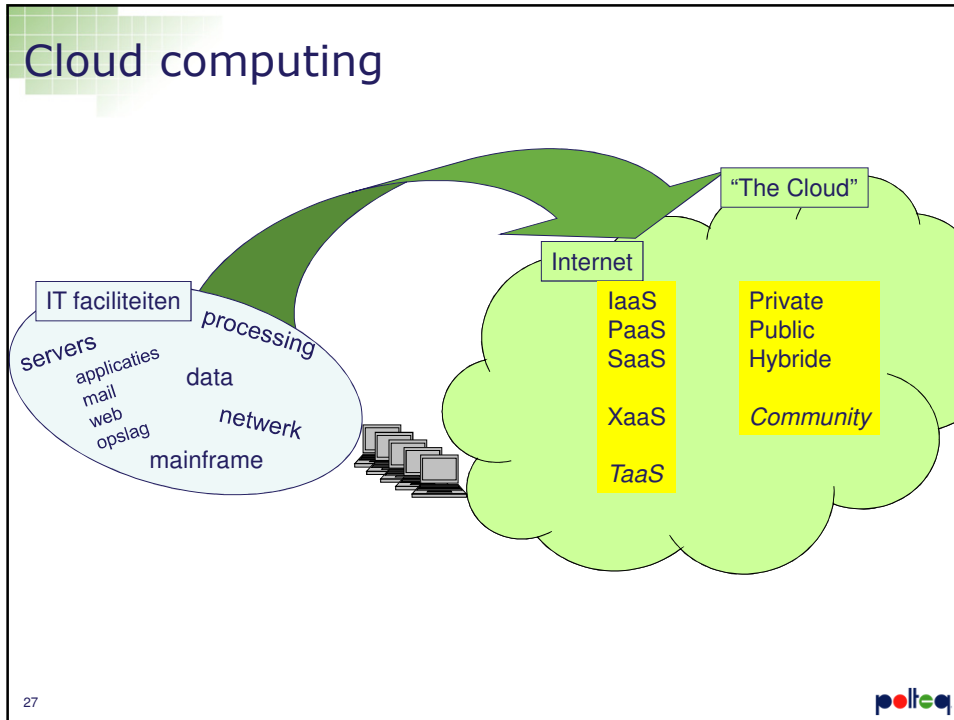 Cloud computing
"The Cloud"
Internet
IT faciliteiten
processing
servers
applicaties
mail
web
opslag
data
netwerk
mainframe
IaaS
PaaS
SaaS
XaaS
TaaS
Private
Public
Hybride
Community
27
polteq